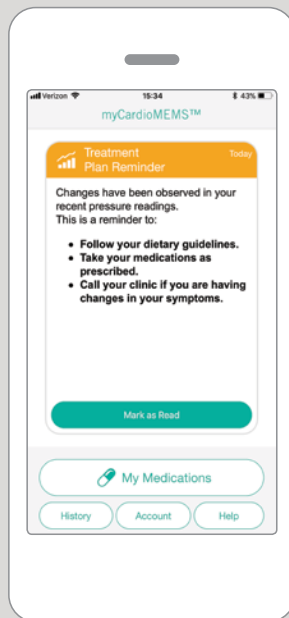 Verizon 15:34 43%
myCardioMEMS™
Treatment Today
Plan Reminder
Changes have been observed in your
recent pressure readings.
This is a reminder to:
• Follow your dietary guidelines.
• Take your medications as
prescribed.
• Call your clinic if you are having
changes in your symptoms.
Mark as Read
My Medications
History Account Help